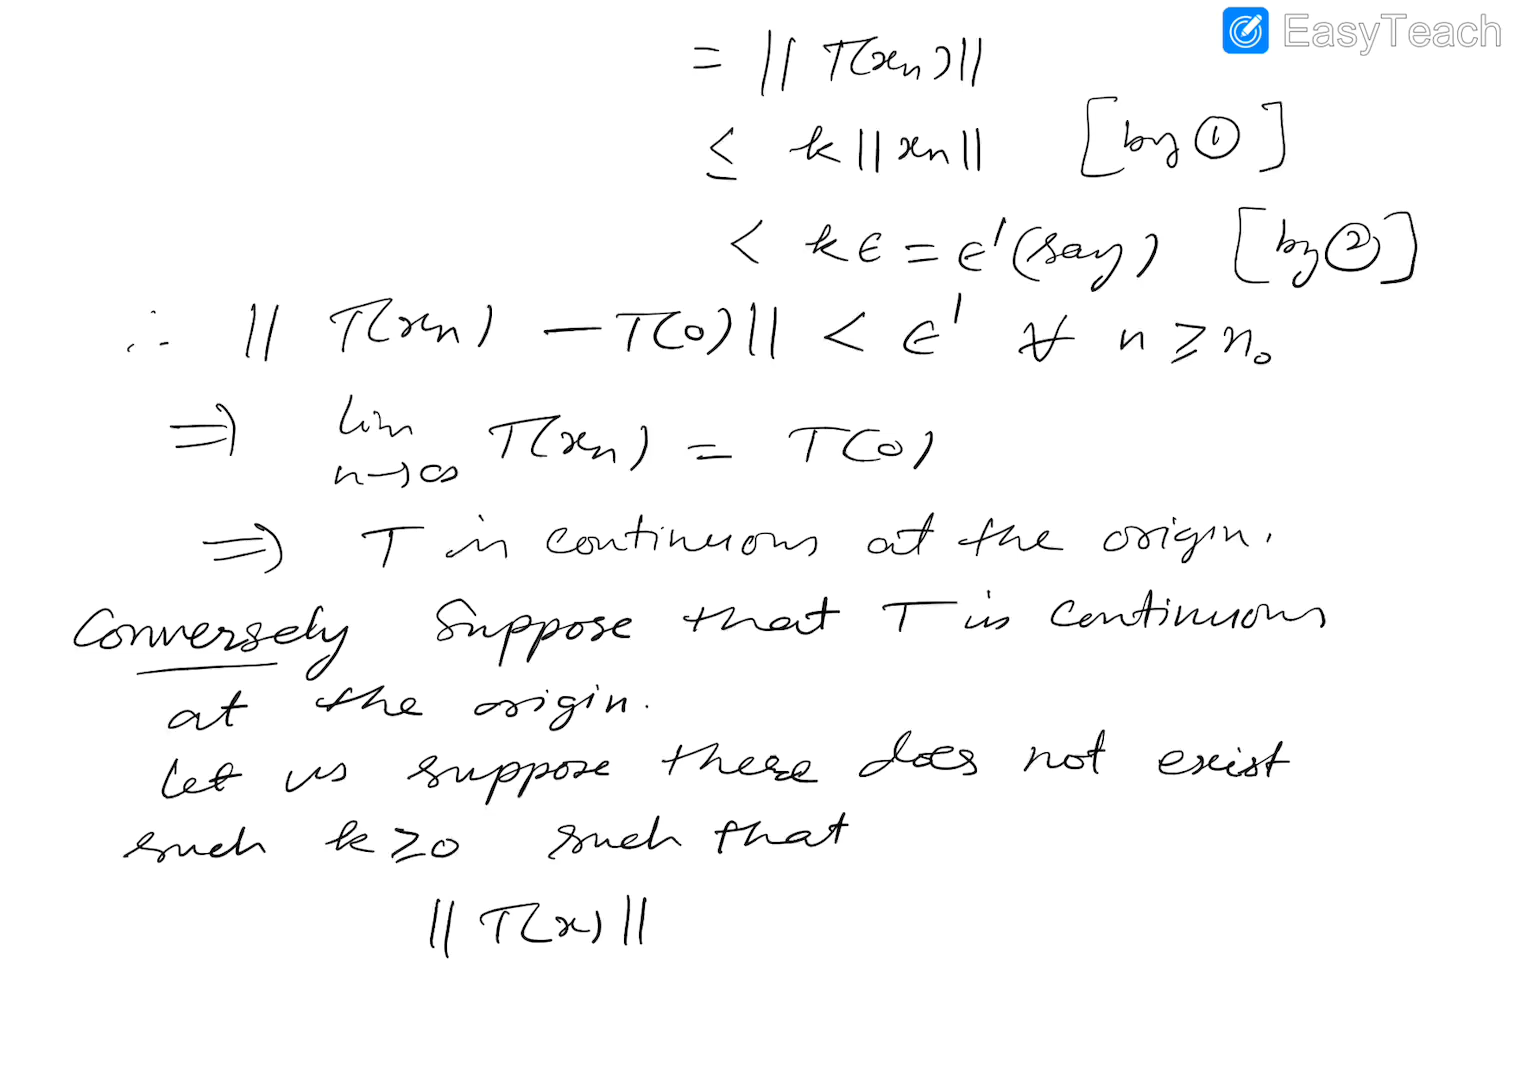 EasyTeach
= || T(xn) ||
≤ k || xn || [by ①]
< kϵ = ϵ' (say) [by ②]
∴ || T(xn) - T(0) || < ϵ' ∀ n ≥ n₀
⇒ lim n→∞ T(xn) = T(0)
⇒ T is continuous at the origin.
Conversely Suppose that T is continuous
at the origin.
Let us suppose there does not exist
such k ≥ 0 such that
|| T(x) ||